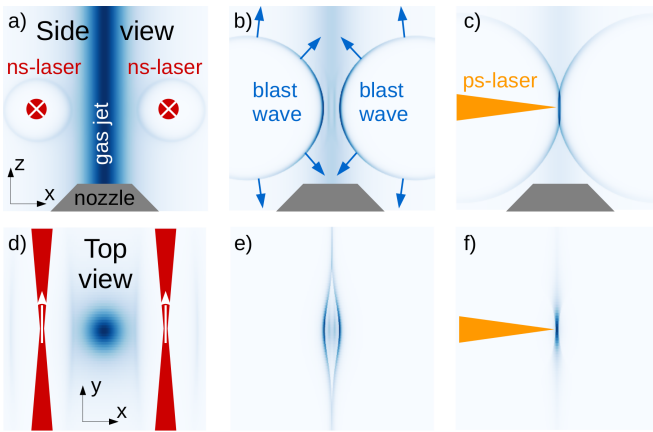 a) Side view
ns-laser ns-laser
gas jet
z
x
nozzle
b)
blast wave
blast wave
c)
ps-laser
d) Top view
y
x
e)
f)